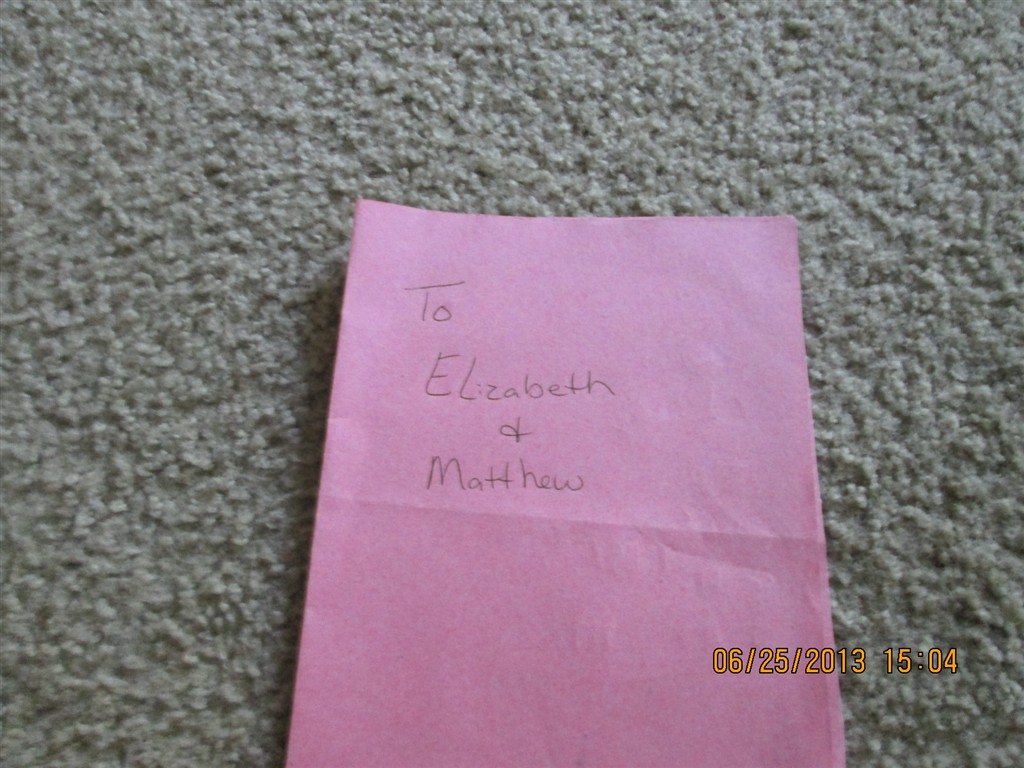 To
Elizabeth
&
Matthew
06/25/2013 15:04